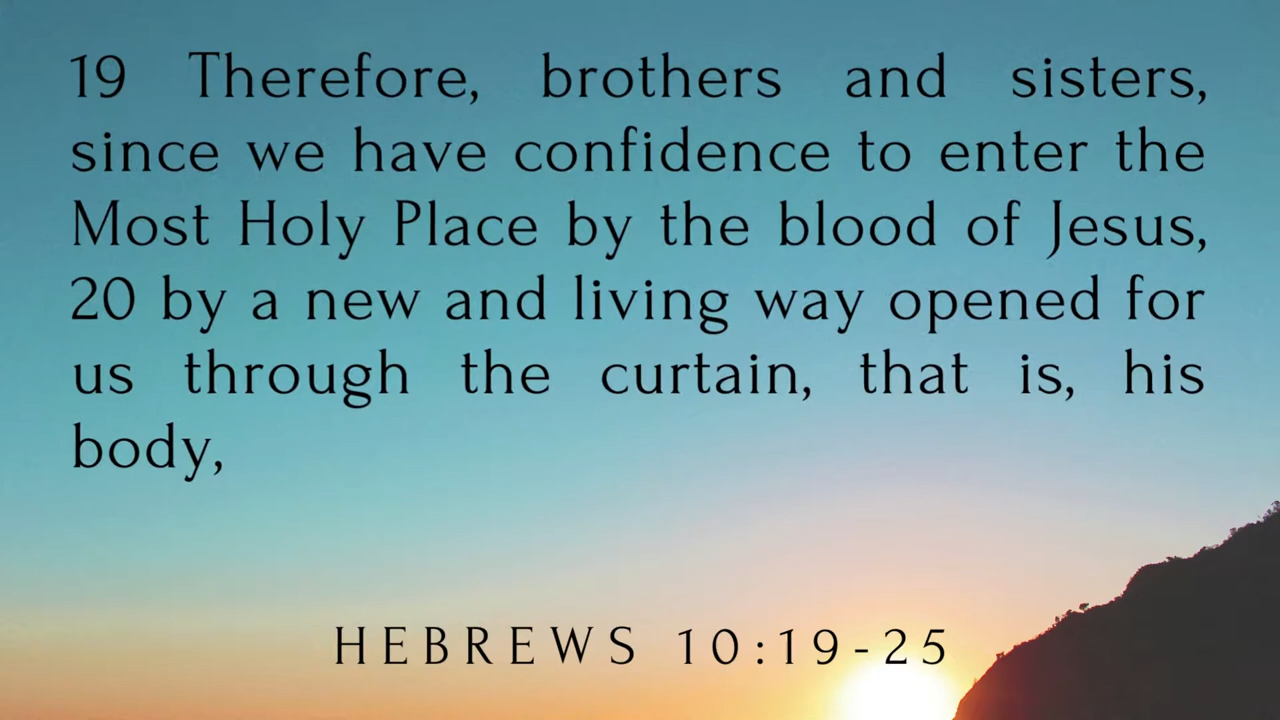 19 Therefore, brothers and sisters,
since we have confidence to enter the
Most Holy Place by the blood of Jesus,
20 by a new and living way opened for
us through the curtain, that is, his
body,
HEBREWS 10:19-25